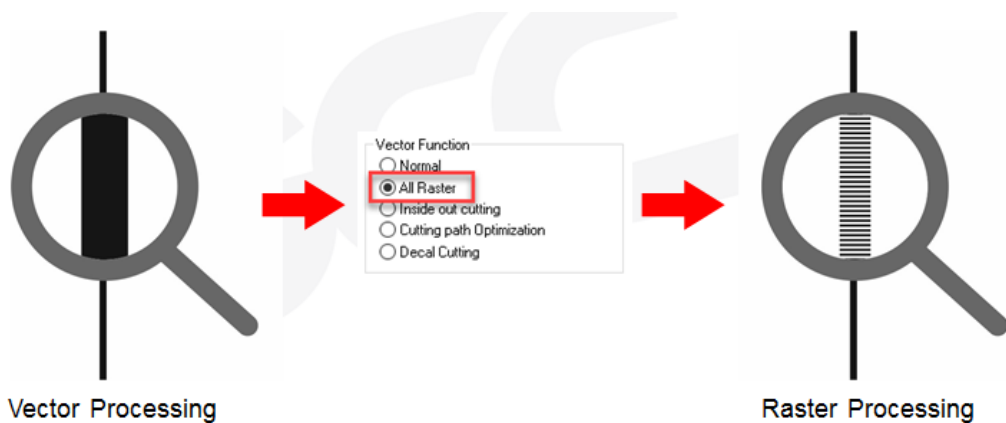 Vector Function
Normal
All Raster
Inside out cutting
Cutting path Optimization
Decal Cutting
Vector Processing
Raster Processing